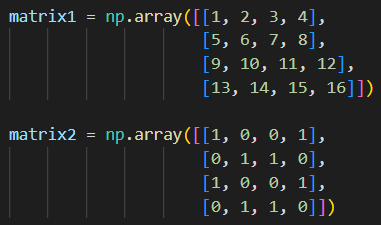 matrix1 = np.array([[1, 2, 3, 4],
[5, 6, 7, 8],
[9, 10, 11, 12],
[13, 14, 15, 16]])
matrix2 = np.array([[1, 0, 0, 1],
[0, 1, 1, 0],
[1, 0, 0, 1],
[0, 1, 1, 0]])